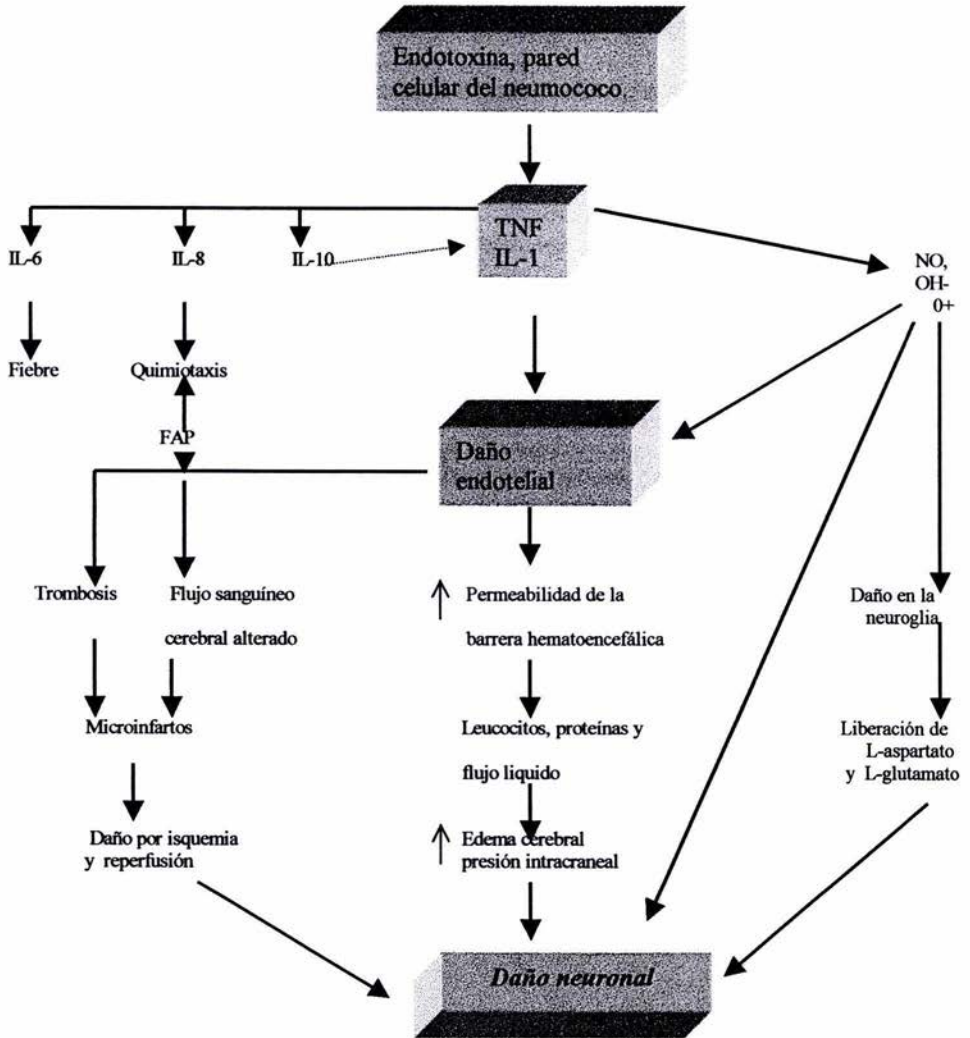 Endotoxina, pared
celular del neumococo
TNF
IL-1
IL-6
IL-8
IL-10
NO,
OH-
0+
Fiebre
Quimiotaxis
FAP
Daño
endotelial
Trombosis
Flujo sanguíneo
cerebral alterado
↑ Permeabilidad de la
barrera hematoencefálica
Daño en la
neuroglia
Microinfartos
Leucocitos, proteínas y
flujo liquido
Liberación de
L-aspartato
y L-glutamato
Daño por isquemia
y reperfusión
↑ Edema cerebral
presión intracraneal
Daño neuronal